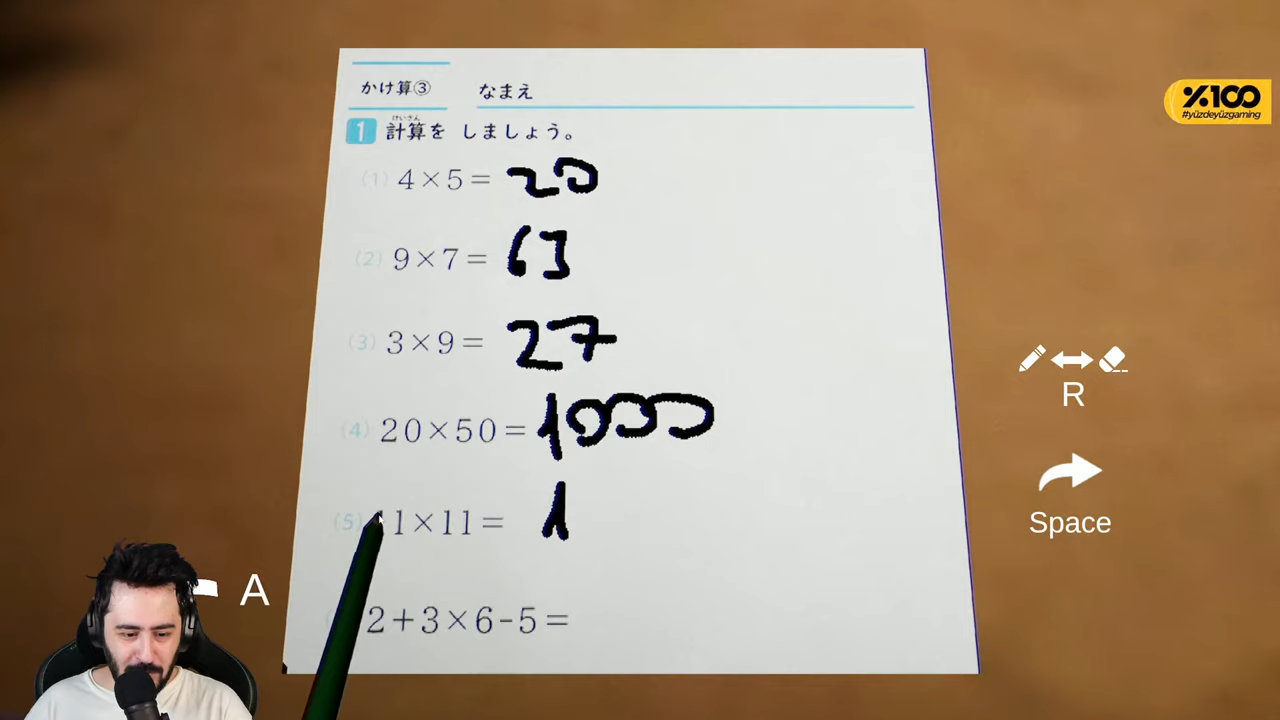 かけ算③ なまえ
1 計算を しましょう。
けいさん
(1) 4×5= 20
(2) 9×7= 63
(3) 3×9= 27
(4) 20×50= 1000
(5) 11×11= 1
2+3×6-5=
%100
#yüzdeyüzgaming
R
Space
A